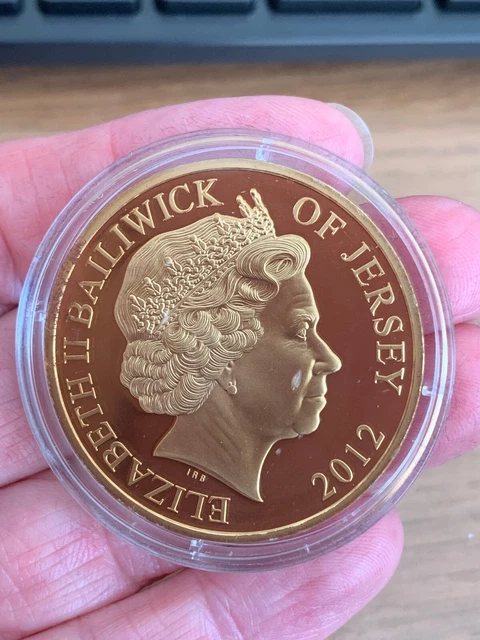 ELIZABETH II BAILIWICK OF JERSEY 2012
IRB